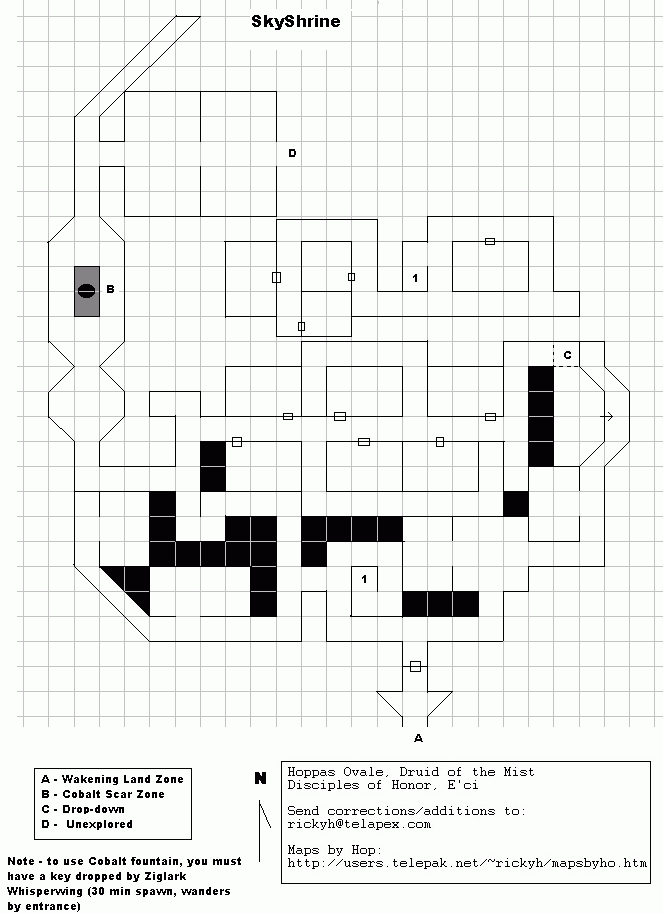 SkyShrine
D
B
1
C
1
A
A - Wakening Land Zone
B - Cobalt Scar Zone
C - Drop-down
D - Unexplored
N
Hoppas Ovale, Druid of the Mist
Disciples of Honor, E'ci
Send corrections/additions to:
rickyh@telapex.com
Maps by Hop:
http://users.telepak.net/~rickyh/mapsbyho.htm
Note - to use Cobalt fountain, you must
have a key dropped by Ziglark
Whisperwing (30 min spawn, wanders
by entrance)